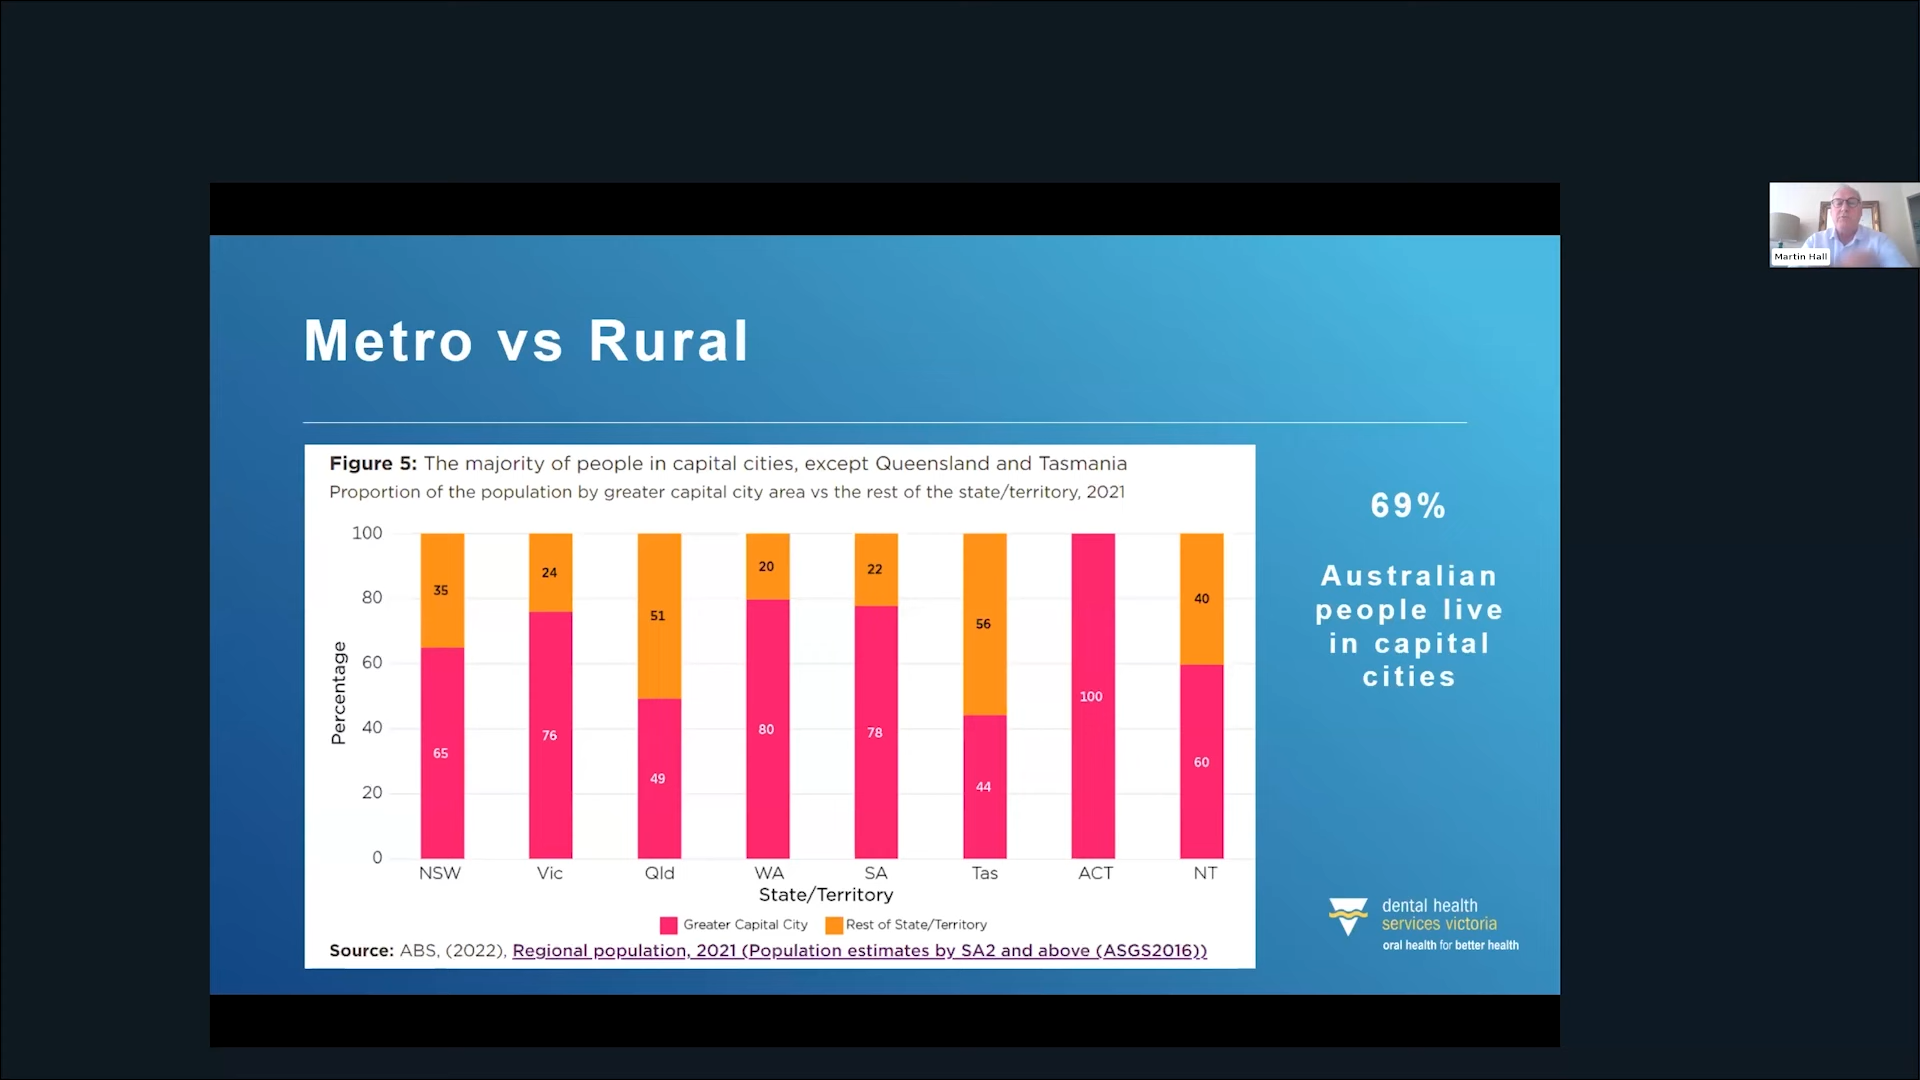 Martin Hall
Metro vs Rural
Figure 5: The majority of people in capital cities, except Queensland and Tasmania
Proportion of the population by greater capital city area vs the rest of the state/territory, 2021
Percentage
100
80
60
40
20
0
35
24
51
20
22
56
40
65
76
49
80
78
44
100
60
NSW Vic Qld WA SA Tas ACT NT
State/Territory
Greater Capital City Rest of State/Territory
Source: ABS, (2022), Regional population, 2021 (Population estimates by SA2 and above (ASGS2016))
69%
Australian
people live
in capital
cities
dental health
services victoria
oral health for better health